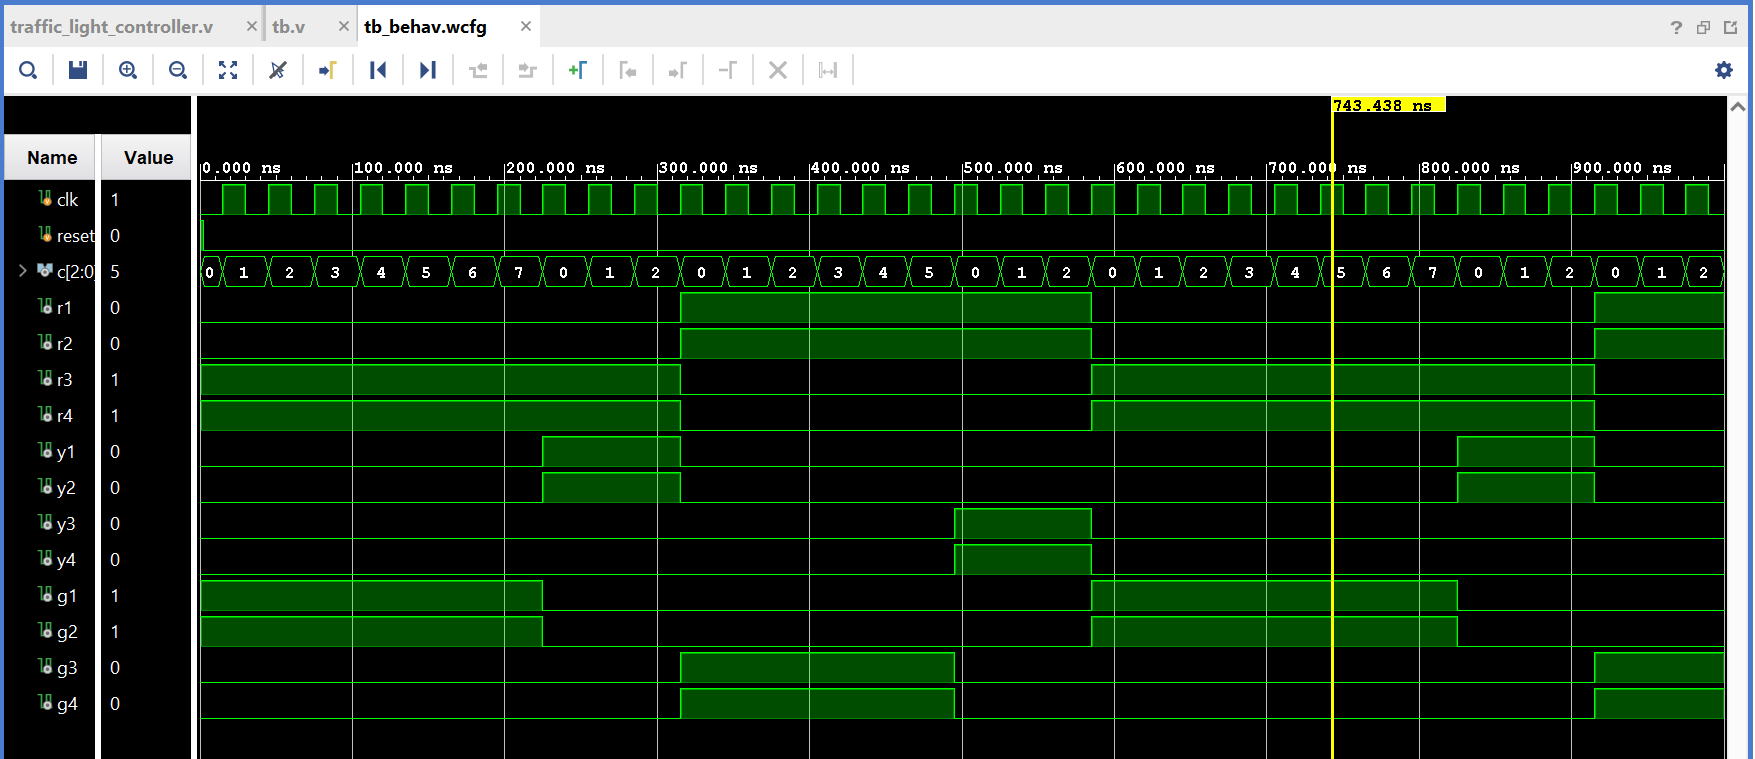 traffic_light_controller.v × tb.v × tb_behav.wcfg × ?
743.438 ns
Name Value
0.000 ns 100.000 ns 200.000 ns 300.000 ns 400.000 ns 500.000 ns 600.000 ns 700.000 ns 800.000 ns 900.000 ns
clk 1
reset 0
c[2:0] 5 0 1 2 3 4 5 6 7 0 1 2 0 1 2 3 4 5 0 1 2 0 1 2 3 4 5 6 7 0 1 2 0 1 2
r1 0
r2 0
r3 1
r4 1
y1 0
y2 0
y3 0
y4 0
g1 1
g2 1
g3 0
g4 0